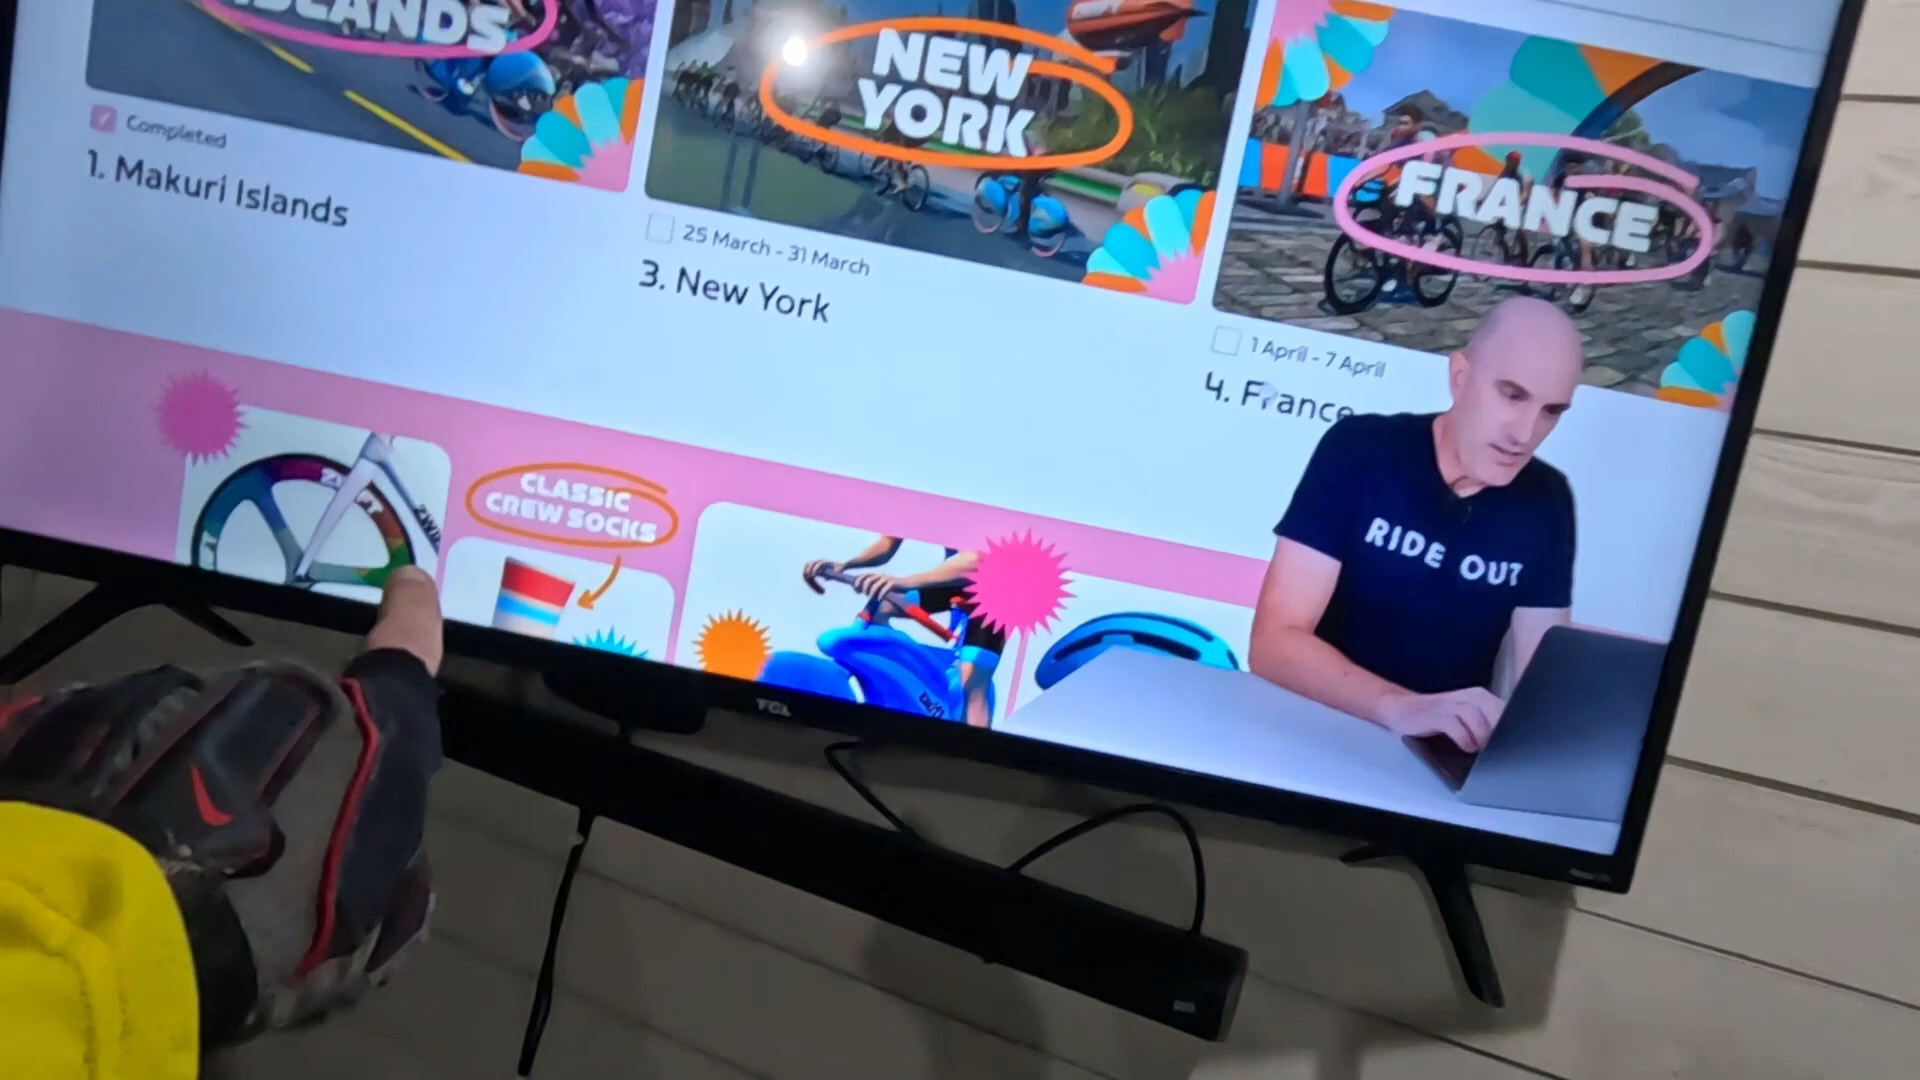 ISLANDS
Completed
1. Makuri Islands
NEW
YORK
25 March - 31 March
3. New York
FRANCE
1 April - 7 April
4. France
ZWIFT
CLASSIC
CREW SOCKS
RIDE OUT
TCL